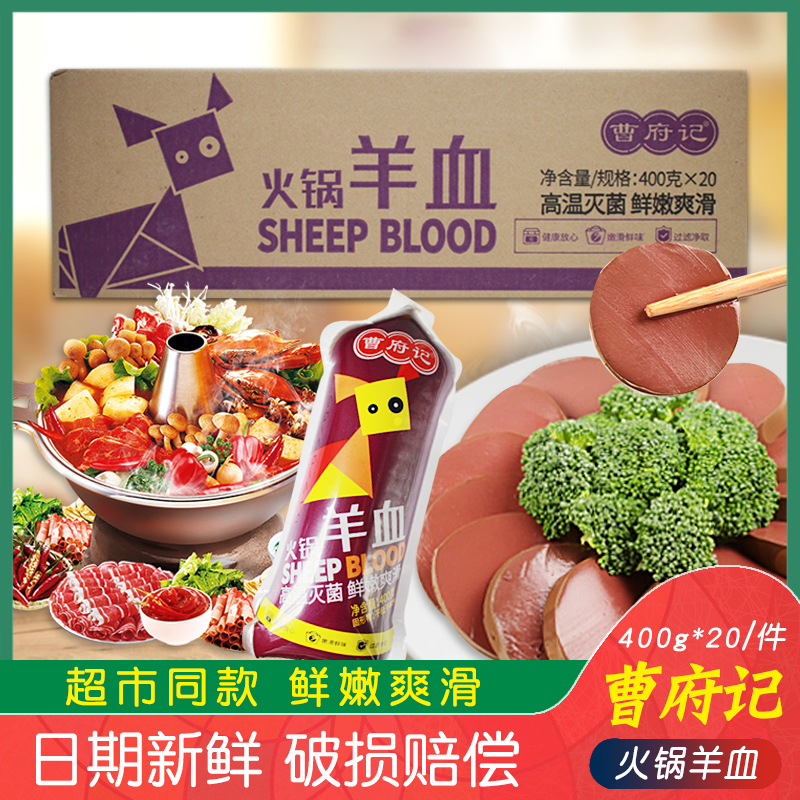 曹府记®
火锅羊血
SHEEP BLOOD
净含量/规格:400克×20
高温灭菌 鲜嫩爽滑
健康放心 嫩滑鲜味 过滤净取
曹府记
火锅羊血
SHEEP BLOOD
高温灭菌 鲜嫩爽滑
嫩滑鲜味
400g*20/件
超市同款 鲜嫩爽滑
曹府记
日期新鲜 破损赔偿
火锅羊血